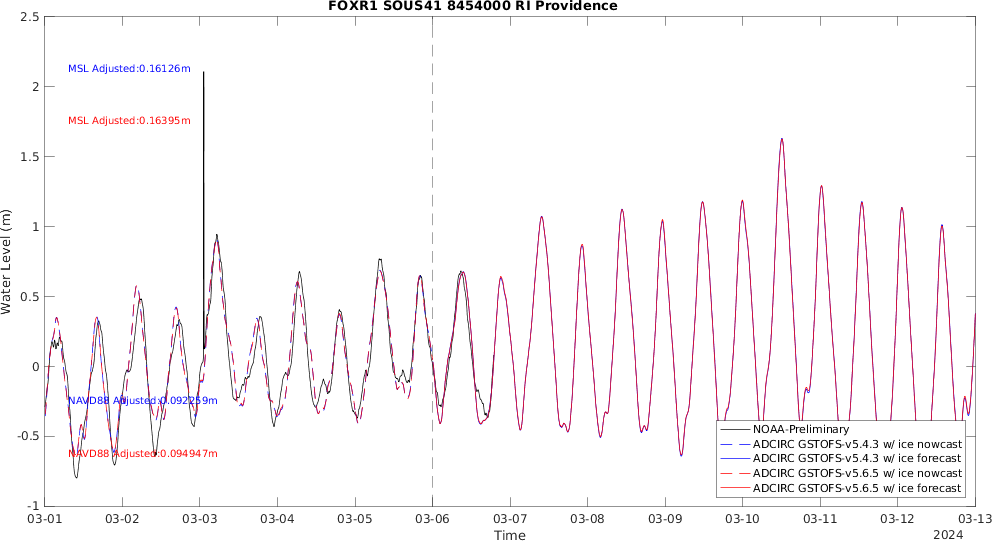 FOXR1 SOUS41 8454000 RI Providence
2.5
2
1.5
1
0.5
0
-0.5
-1
Water Level (m)
MSL Adjusted:0.16126m
MSL Adjusted:0.16395m
NAVD88 Adjusted:0.092259m
NAVD88 Adjusted:0.094947m
NOAA-Preliminary
ADCIRC GSTOFS-v5.4.3 w/ ice nowcast
ADCIRC GSTOFS-v5.4.3 w/ ice forecast
ADCIRC GSTOFS-v5.6.5 w/ ice nowcast
ADCIRC GSTOFS-v5.6.5 w/ ice forecast
03-01 03-02 03-03 03-04 03-05 03-06 03-07 03-08 03-09 03-10 03-11 03-12 03-13
Time
2024